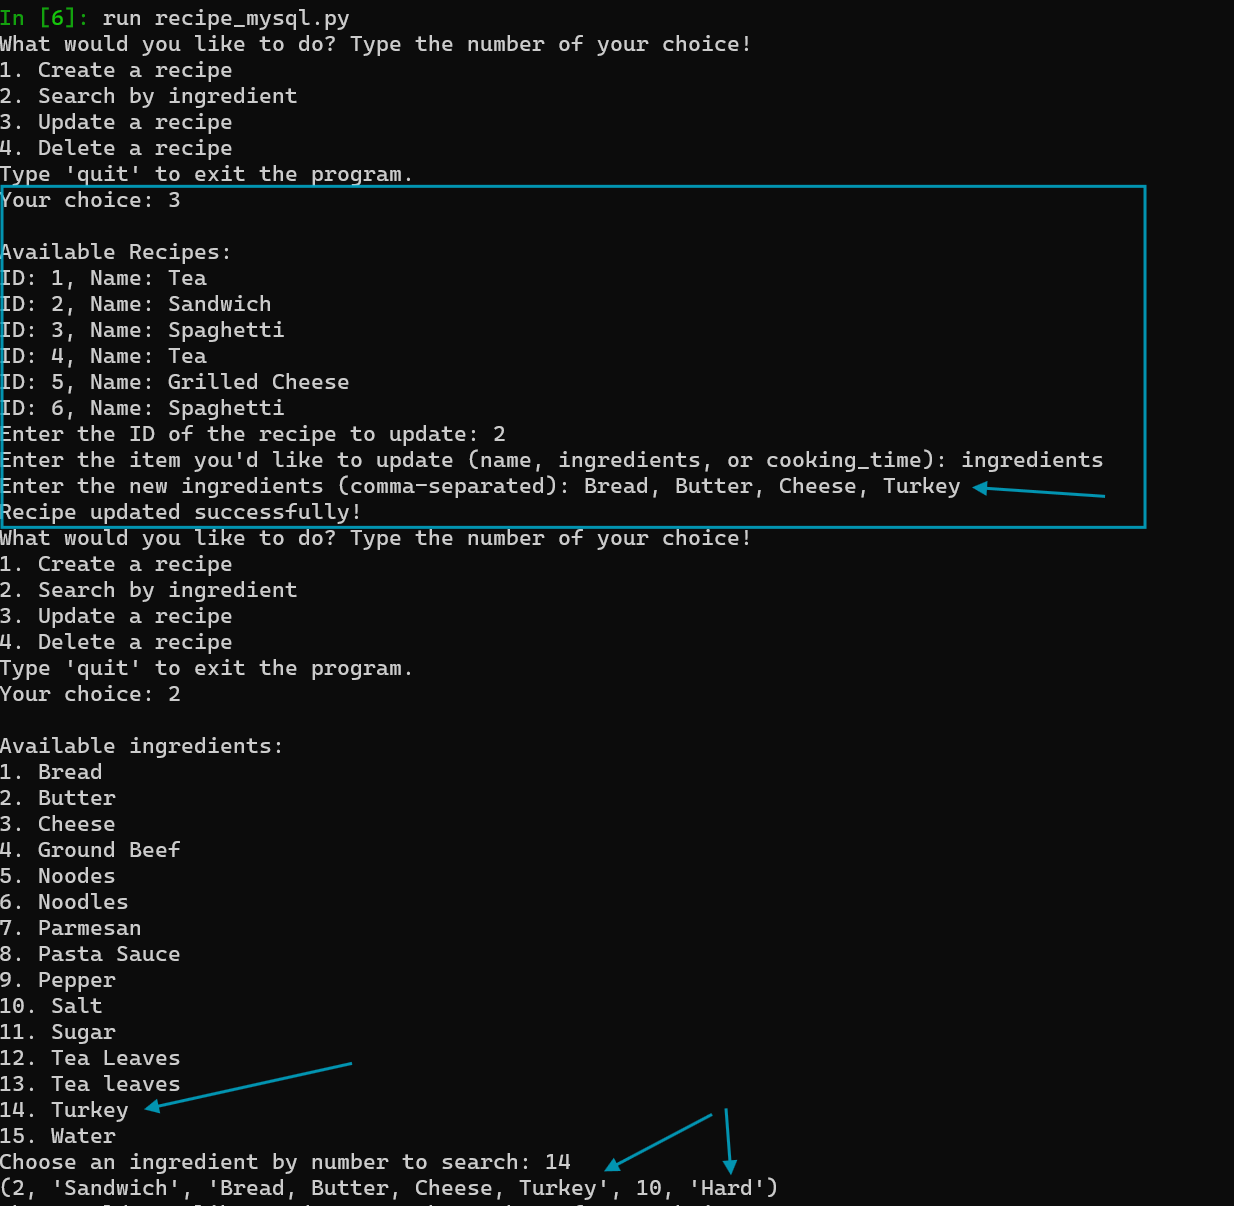 In [6]: run recipe_mysql.py
What would you like to do? Type the number of your choice!
1. Create a recipe
2. Search by ingredient
3. Update a recipe
4. Delete a recipe
Type 'quit' to exit the program.
Your choice: 3
Available Recipes:
ID: 1, Name: Tea
ID: 2, Name: Sandwich
ID: 3, Name: Spaghetti
ID: 4, Name: Tea
ID: 5, Name: Grilled Cheese
ID: 6, Name: Spaghetti
Enter the ID of the recipe to update: 2
Enter the item you'd like to update (name, ingredients, or cooking_time): ingredients
Enter the new ingredients (comma-separated): Bread, Butter, Cheese, Turkey
Recipe updated successfully!
What would you like to do? Type the number of your choice!
1. Create a recipe
2. Search by ingredient
3. Update a recipe
4. Delete a recipe
Type 'quit' to exit the program.
Your choice: 2
Available ingredients:
1. Bread
2. Butter
3. Cheese
4. Ground Beef
5. Noodes
6. Noodles
7. Parmesan
8. Pasta Sauce
9. Pepper
10. Salt
11. Sugar
12. Tea Leaves
13. Tea leaves
14. Turkey
15. Water
Choose an ingredient by number to search: 14
(2, 'Sandwich', 'Bread, Butter, Cheese, Turkey', 10, 'Hard')